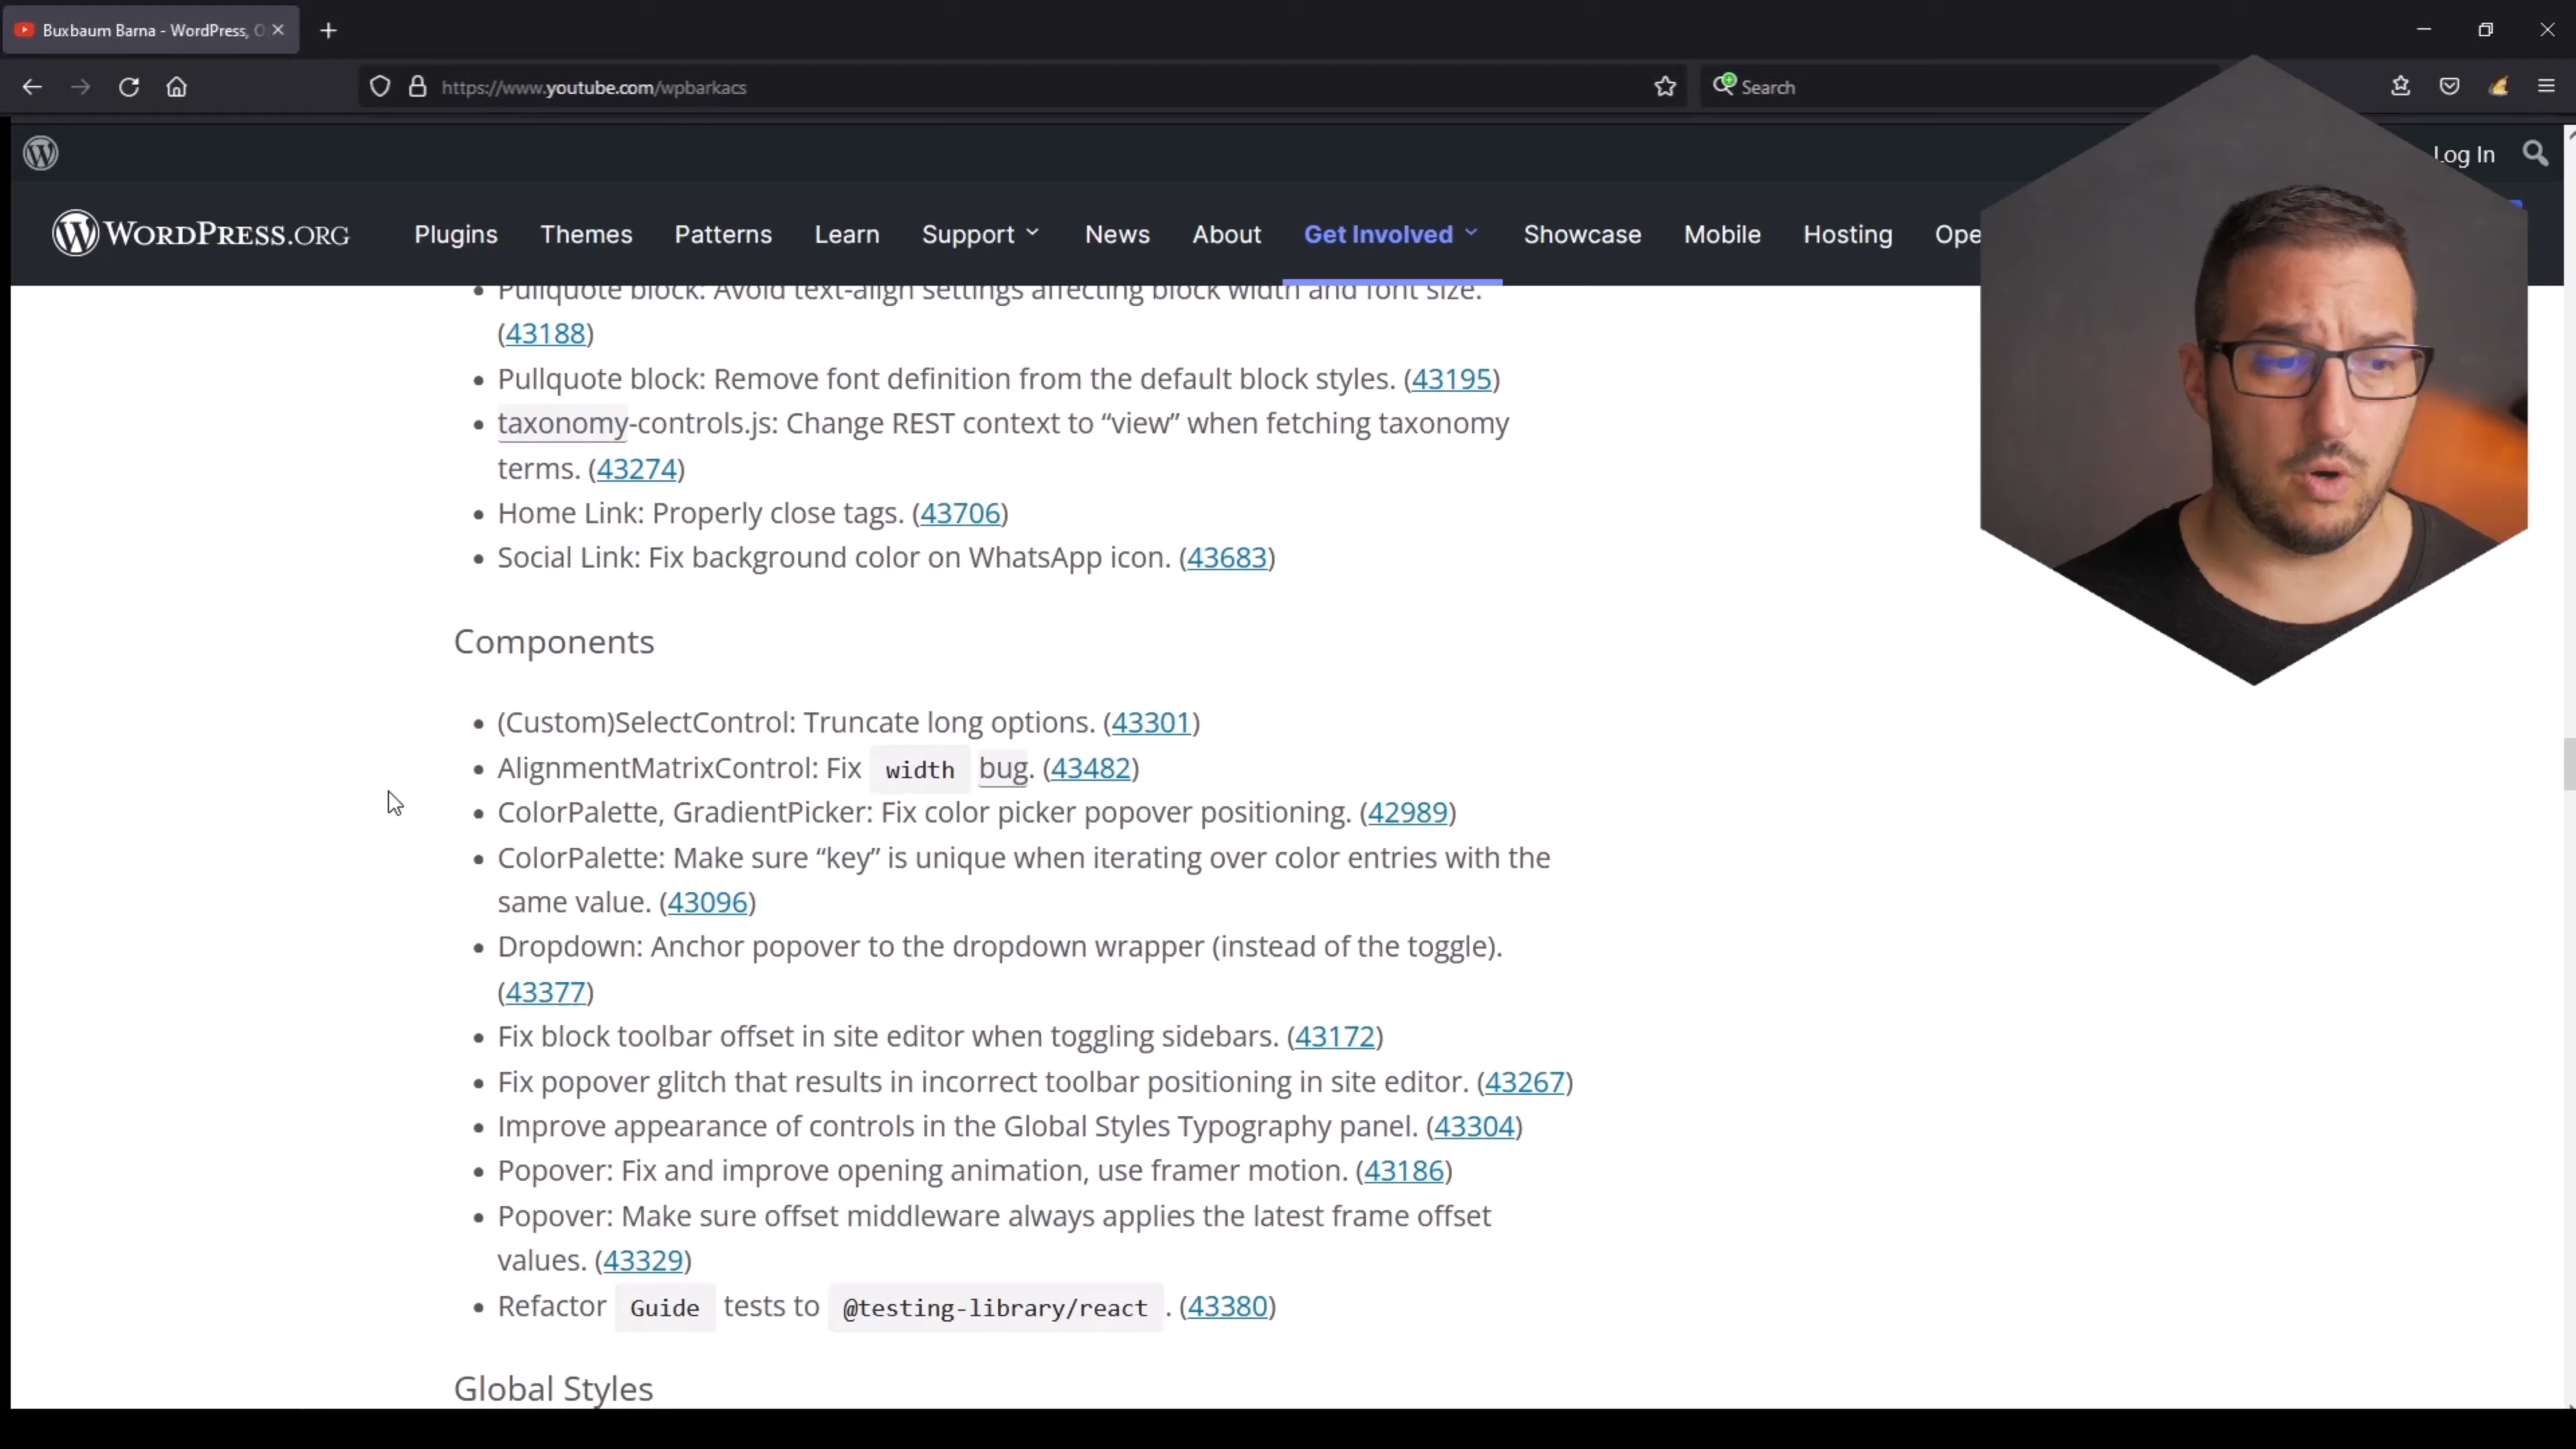 Buxbaum Barna - WordPress, O
https://www.youtube.com/wpbarkacs
Search
Log In
WORDPRESS.ORG Plugins Themes Patterns Learn Support News About Get Involved Showcase Mobile Hosting Ope
Pullquote block: Avoid text-align settings affecting block width and font size.
(43188)
Pullquote block: Remove font definition from the default block styles. (43195)
taxonomy-controls.js: Change REST context to “view” when fetching taxonomy
terms. (43274)
Home Link: Properly close tags. (43706)
Social Link: Fix background color on WhatsApp icon. (43683)
Components
(Custom)SelectControl: Truncate long options. (43301)
AlignmentMatrixControl: Fix width bug. (43482)
ColorPalette, GradientPicker: Fix color picker popover positioning. (42989)
ColorPalette: Make sure “key” is unique when iterating over color entries with the
same value. (43096)
Dropdown: Anchor popover to the dropdown wrapper (instead of the toggle).
(43377)
Fix block toolbar offset in site editor when toggling sidebars. (43172)
Fix popover glitch that results in incorrect toolbar positioning in site editor. (43267)
Improve appearance of controls in the Global Styles Typography panel. (43304)
Popover: Fix and improve opening animation, use framer motion. (43186)
Popover: Make sure offset middleware always applies the latest frame offset
values. (43329)
Refactor Guide tests to @testing-library/react . (43380)
Global Styles